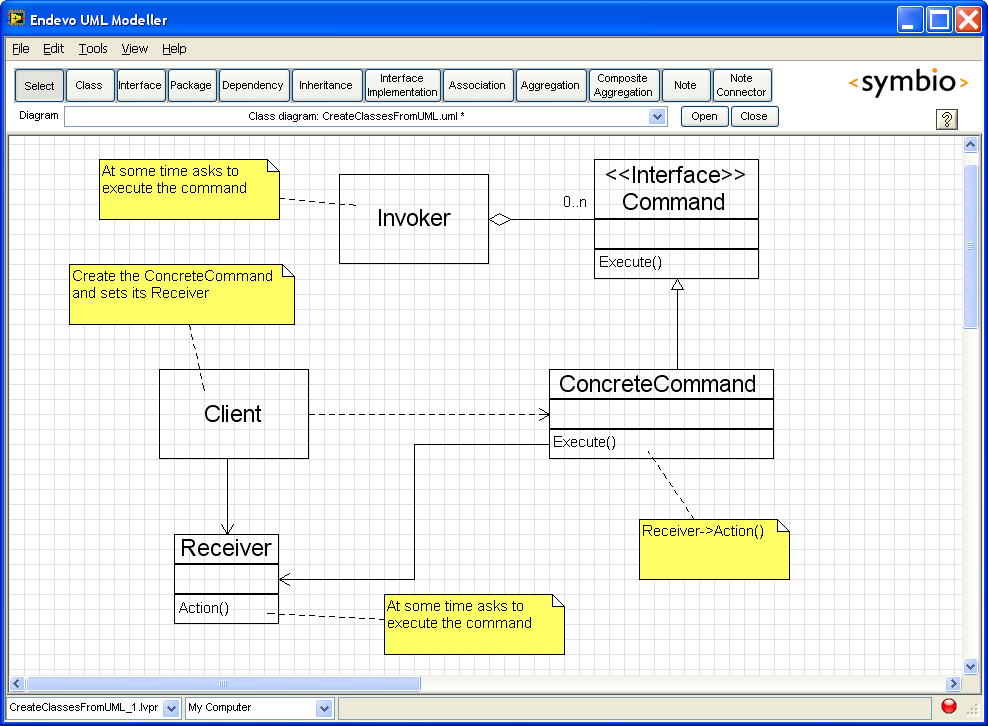 Endevo UML Modeller
File Edit Tools View Help
Select Class Interface Package Dependency Inheritance Interface Implementation Association Aggregation Composite Aggregation Note Note Connector
<symbio>
Diagram Class diagram: CreateClassesFromUML.uml * Open Close ?
At some time asks to
execute the command
Invoker
0..n
<<Interface>>
Command
Execute()
Create the ConcreteCommand
and sets its Receiver
Client
ConcreteCommand
Execute()
Receiver->Action()
Receiver
Action()
At some time asks to
execute the command
CreateClassesFromUML_1.lvpr My Computer